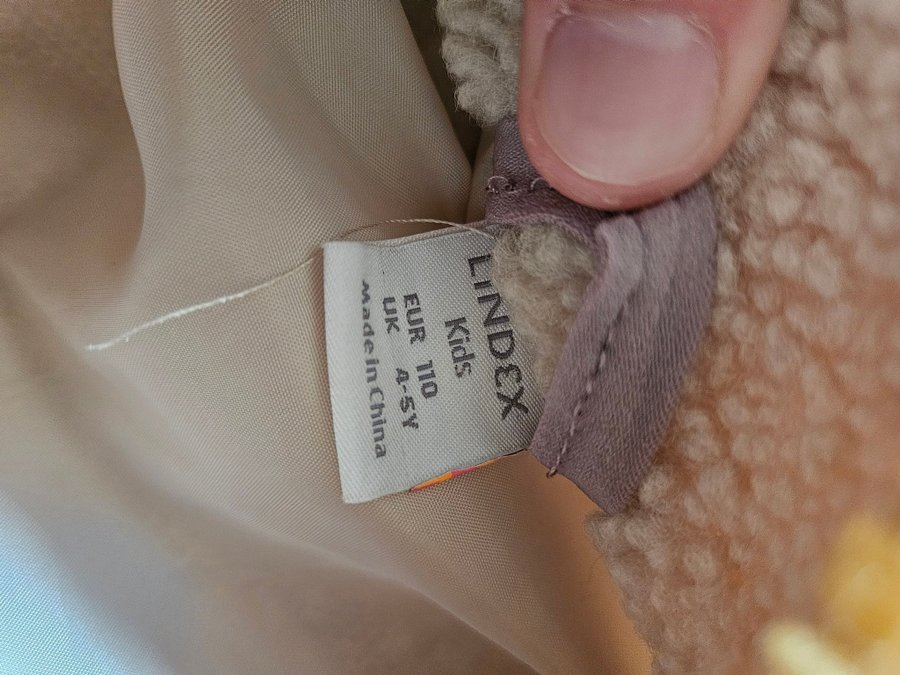 LINDEX
Kids
EUR 110
UK 4-5Y
Made in China